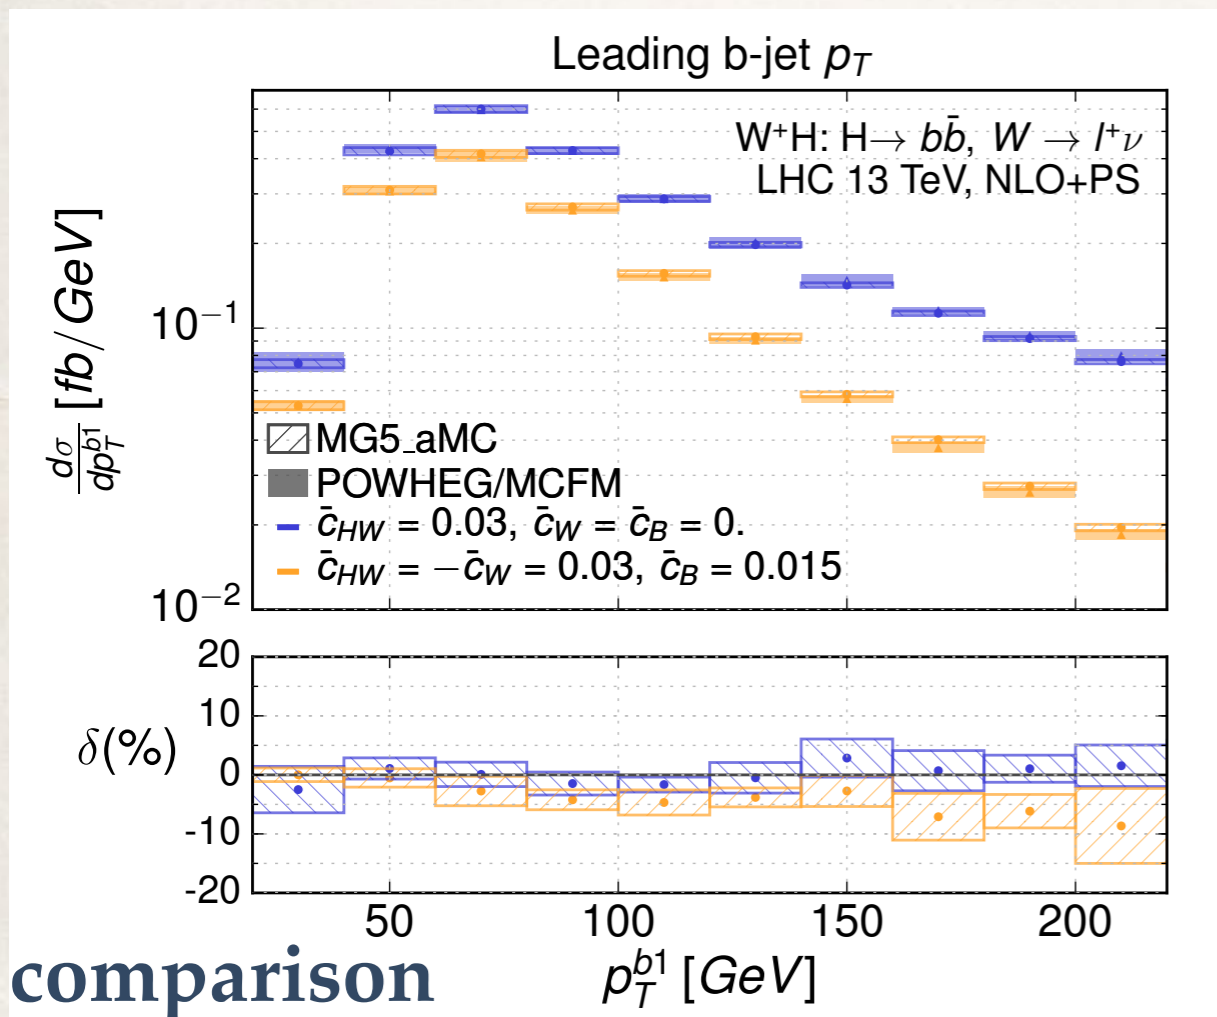 Leading b-jet p_T
W⁺H: H→ bb̄, W → l⁺ν
LHC 13 TeV, NLO+PS
dσ/dp_T^{b1} [fb/GeV]
10⁻¹
MG5_aMC
POWHEG/MCFM
c̄_HW = 0.03, c̄_W = c̄_B = 0.
c̄_HW = −c̄_W = 0.03, c̄_B = 0.015
10⁻²
20
10
δ(%)
0
-10
-20
50 100 150 200
p_T^{b1} [GeV]
comparison